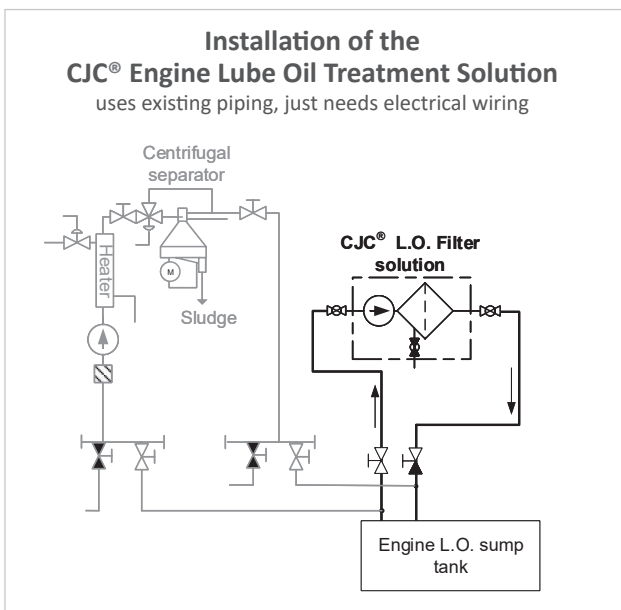 Installation of the
CJC® Engine Lube Oil Treatment Solution
uses existing piping, just needs electrical wiring
Centrifugal
separator
CJC® L.O. Filter
solution
Heater
M
Sludge
Engine L.O. sump
tank